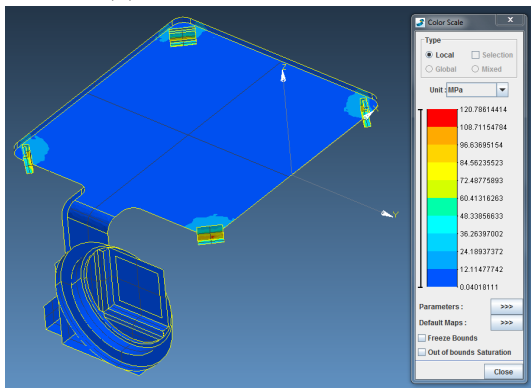 Color Scale
Type
Local
Selection
Global
Mixed
Unit: MPa
120.78614414
108.71154784
96.63695154
84.56235523
72.48775893
60.41316263
48.33856633
36.26397002
24.18937372
12.11477742
0.04018111
Parameters :
>>>
Default Maps :
>>>
Freeze Bounds
Out of bounds Saturation
Close
Z
Y